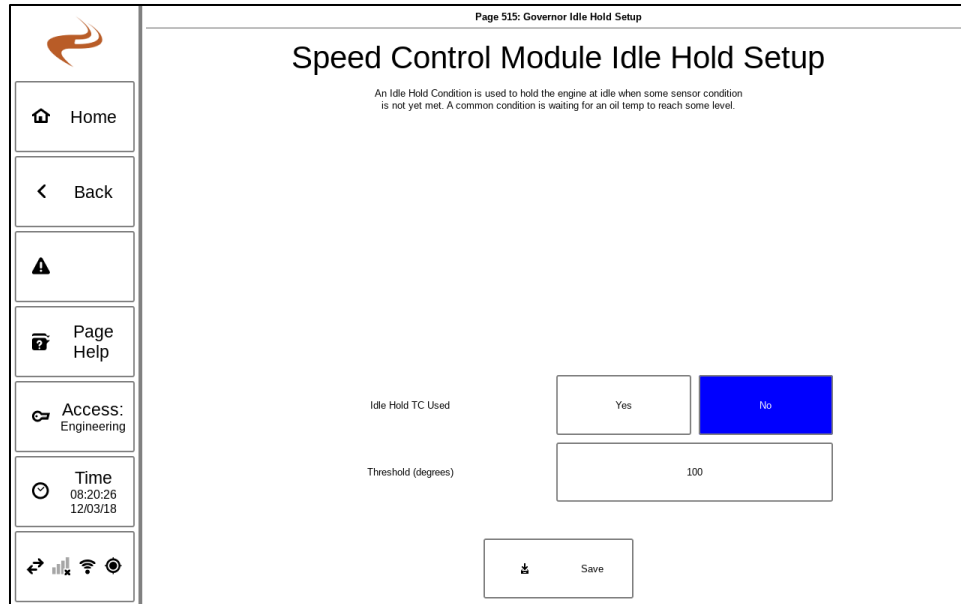 Page 515: Governor Idle Hold Setup
Speed Control Module Idle Hold Setup
An Idle Hold Condition is used to hold the engine at idle when some sensor condition
is not yet met. A common condition is waiting for an oil temp to reach some level.
Home
Back
Page
Help
Access:
Engineering
Time
08:20:26
12/03/18
Idle Hold TC Used
Yes
No
Threshold (degrees)
100
Save